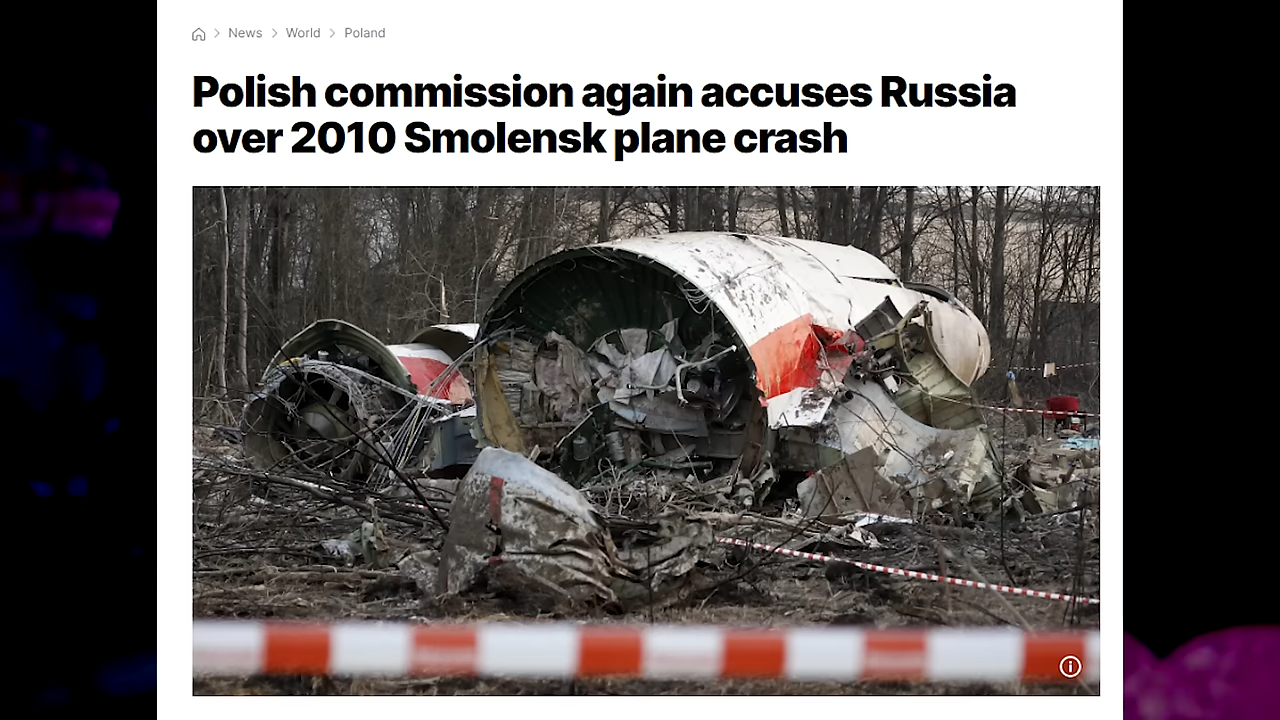 News World Poland
Polish commission again accuses Russia
over 2010 Smolensk plane crash